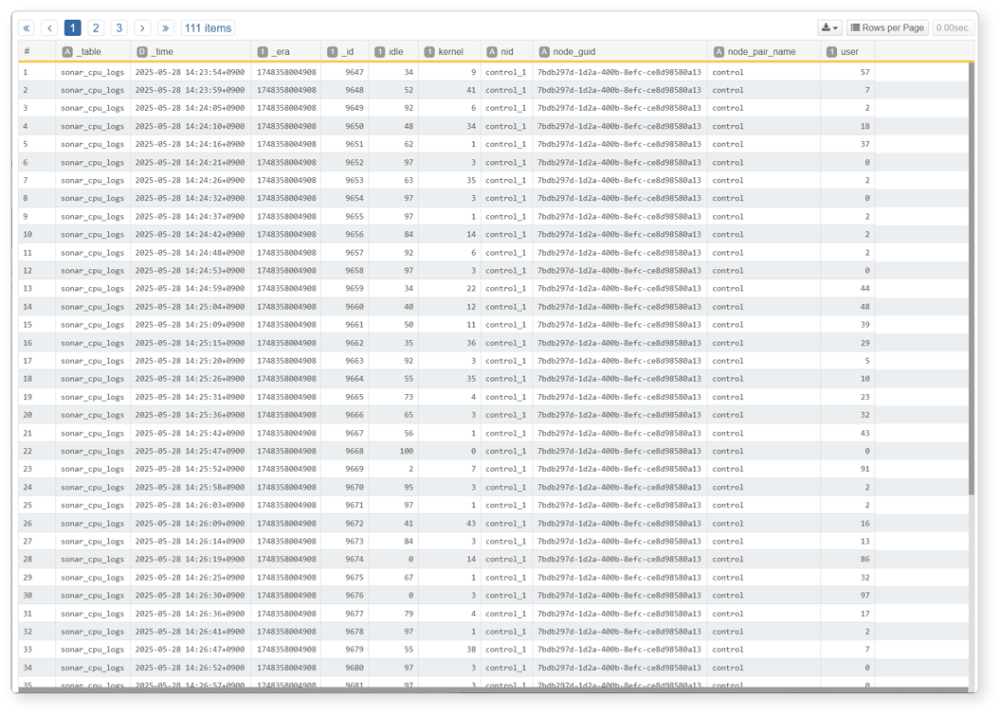 « ‹ 1 2 3 › » 111 items Rows per Page 0.00sec.
# A _table D _time 1 _era 1 _id 1 idle 1 kernel A nid A node_guid A node_pair_name 1 user
1 sonar_cpu_logs 2025-05-28 14:23:54+0900 1748358004908 9647 34 9 control_1 7bdb297d-1d2a-400b-8efc-ce8d98580a13 control 57
2 sonar_cpu_logs 2025-05-28 14:23:59+0900 1748358004908 9648 52 41 control_1 7bdb297d-1d2a-400b-8efc-ce8d98580a13 control 7
3 sonar_cpu_logs 2025-05-28 14:24:05+0900 1748358004908 9649 92 6 control_1 7bdb297d-1d2a-400b-8efc-ce8d98580a13 control 2
4 sonar_cpu_logs 2025-05-28 14:24:10+0900 1748358004908 9650 48 34 control_1 7bdb297d-1d2a-400b-8efc-ce8d98580a13 control 18
5 sonar_cpu_logs 2025-05-28 14:24:16+0900 1748358004908 9651 62 1 control_1 7bdb297d-1d2a-400b-8efc-ce8d98580a13 control 37
6 sonar_cpu_logs 2025-05-28 14:24:21+0900 1748358004908 9652 97 3 control_1 7bdb297d-1d2a-400b-8efc-ce8d98580a13 control 0
7 sonar_cpu_logs 2025-05-28 14:24:26+0900 1748358004908 9653 63 35 control_1 7bdb297d-1d2a-400b-8efc-ce8d98580a13 control 2
8 sonar_cpu_logs 2025-05-28 14:24:32+0900 1748358004908 9654 97 3 control_1 7bdb297d-1d2a-400b-8efc-ce8d98580a13 control 0
9 sonar_cpu_logs 2025-05-28 14:24:37+0900 1748358004908 9655 97 1 control_1 7bdb297d-1d2a-400b-8efc-ce8d98580a13 control 2
10 sonar_cpu_logs 2025-05-28 14:24:42+0900 1748358004908 9656 84 14 control_1 7bdb297d-1d2a-400b-8efc-ce8d98580a13 control 2
11 sonar_cpu_logs 2025-05-28 14:24:48+0900 1748358004908 9657 92 6 control_1 7bdb297d-1d2a-400b-8efc-ce8d98580a13 control 2
12 sonar_cpu_logs 2025-05-28 14:24:53+0900 1748358004908 9658 97 3 control_1 7bdb297d-1d2a-400b-8efc-ce8d98580a13 control 0
13 sonar_cpu_logs 2025-05-28 14:24:59+0900 1748358004908 9659 34 22 control_1 7bdb297d-1d2a-400b-8efc-ce8d98580a13 control 44
14 sonar_cpu_logs 2025-05-28 14:25:04+0900 1748358004908 9660 40 12 control_1 7bdb297d-1d2a-400b-8efc-ce8d98580a13 control 48
15 sonar_cpu_logs 2025-05-28 14:25:09+0900 1748358004908 9661 50 11 control_1 7bdb297d-1d2a-400b-8efc-ce8d98580a13 control 39
16 sonar_cpu_logs 2025-05-28 14:25:15+0900 1748358004908 9662 35 36 control_1 7bdb297d-1d2a-400b-8efc-ce8d98580a13 control 29
17 sonar_cpu_logs 2025-05-28 14:25:20+0900 1748358004908 9663 92 3 control_1 7bdb297d-1d2a-400b-8efc-ce8d98580a13 control 5
18 sonar_cpu_logs 2025-05-28 14:25:26+0900 1748358004908 9664 55 35 control_1 7bdb297d-1d2a-400b-8efc-ce8d98580a13 control 10
19 sonar_cpu_logs 2025-05-28 14:25:31+0900 1748358004908 9665 73 4 control_1 7bdb297d-1d2a-400b-8efc-ce8d98580a13 control 23
20 sonar_cpu_logs 2025-05-28 14:25:36+0900 1748358004908 9666 65 3 control_1 7bdb297d-1d2a-400b-8efc-ce8d98580a13 control 32
21 sonar_cpu_logs 2025-05-28 14:25:42+0900 1748358004908 9667 56 1 control_1 7bdb297d-1d2a-400b-8efc-ce8d98580a13 control 43
22 sonar_cpu_logs 2025-05-28 14:25:47+0900 1748358004908 9668 100 0 control_1 7bdb297d-1d2a-400b-8efc-ce8d98580a13 control 0
23 sonar_cpu_logs 2025-05-28 14:25:52+0900 1748358004908 9669 2 7 control_1 7bdb297d-1d2a-400b-8efc-ce8d98580a13 control 91
24 sonar_cpu_logs 2025-05-28 14:25:58+0900 1748358004908 9670 95 3 control_1 7bdb297d-1d2a-400b-8efc-ce8d98580a13 control 2
25 sonar_cpu_logs 2025-05-28 14:26:03+0900 1748358004908 9671 97 1 control_1 7bdb297d-1d2a-400b-8efc-ce8d98580a13 control 2
26 sonar_cpu_logs 2025-05-28 14:26:09+0900 1748358004908 9672 41 43 control_1 7bdb297d-1d2a-400b-8efc-ce8d98580a13 control 16
27 sonar_cpu_logs 2025-05-28 14:26:14+0900 1748358004908 9673 84 3 control_1 7bdb297d-1d2a-400b-8efc-ce8d98580a13 control 13
28 sonar_cpu_logs 2025-05-28 14:26:19+0900 1748358004908 9674 0 14 control_1 7bdb297d-1d2a-400b-8efc-ce8d98580a13 control 86
29 sonar_cpu_logs 2025-05-28 14:26:25+0900 1748358004908 9675 67 1 control_1 7bdb297d-1d2a-400b-8efc-ce8d98580a13 control 32
30 sonar_cpu_logs 2025-05-28 14:26:30+0900 1748358004908 9676 0 3 control_1 7bdb297d-1d2a-400b-8efc-ce8d98580a13 control 97
31 sonar_cpu_logs 2025-05-28 14:26:36+0900 1748358004908 9677 79 4 control_1 7bdb297d-1d2a-400b-8efc-ce8d98580a13 control 17
32 sonar_cpu_logs 2025-05-28 14:26:41+0900 1748358004908 9678 97 1 control_1 7bdb297d-1d2a-400b-8efc-ce8d98580a13 control 2
33 sonar_cpu_logs 2025-05-28 14:26:47+0900 1748358004908 9679 55 38 control_1 7bdb297d-1d2a-400b-8efc-ce8d98580a13 control 7
34 sonar_cpu_logs 2025-05-28 14:26:52+0900 1748358004908 9680 97 3 control_1 7bdb297d-1d2a-400b-8efc-ce8d98580a13 control 0
35 sonar_cpu_logs 2025-05-28 14:26:57+0900 1748358004908 9681 97 3 control_1 7bdb297d-1d2a-400b-8efc-ce8d98580a13 control 0